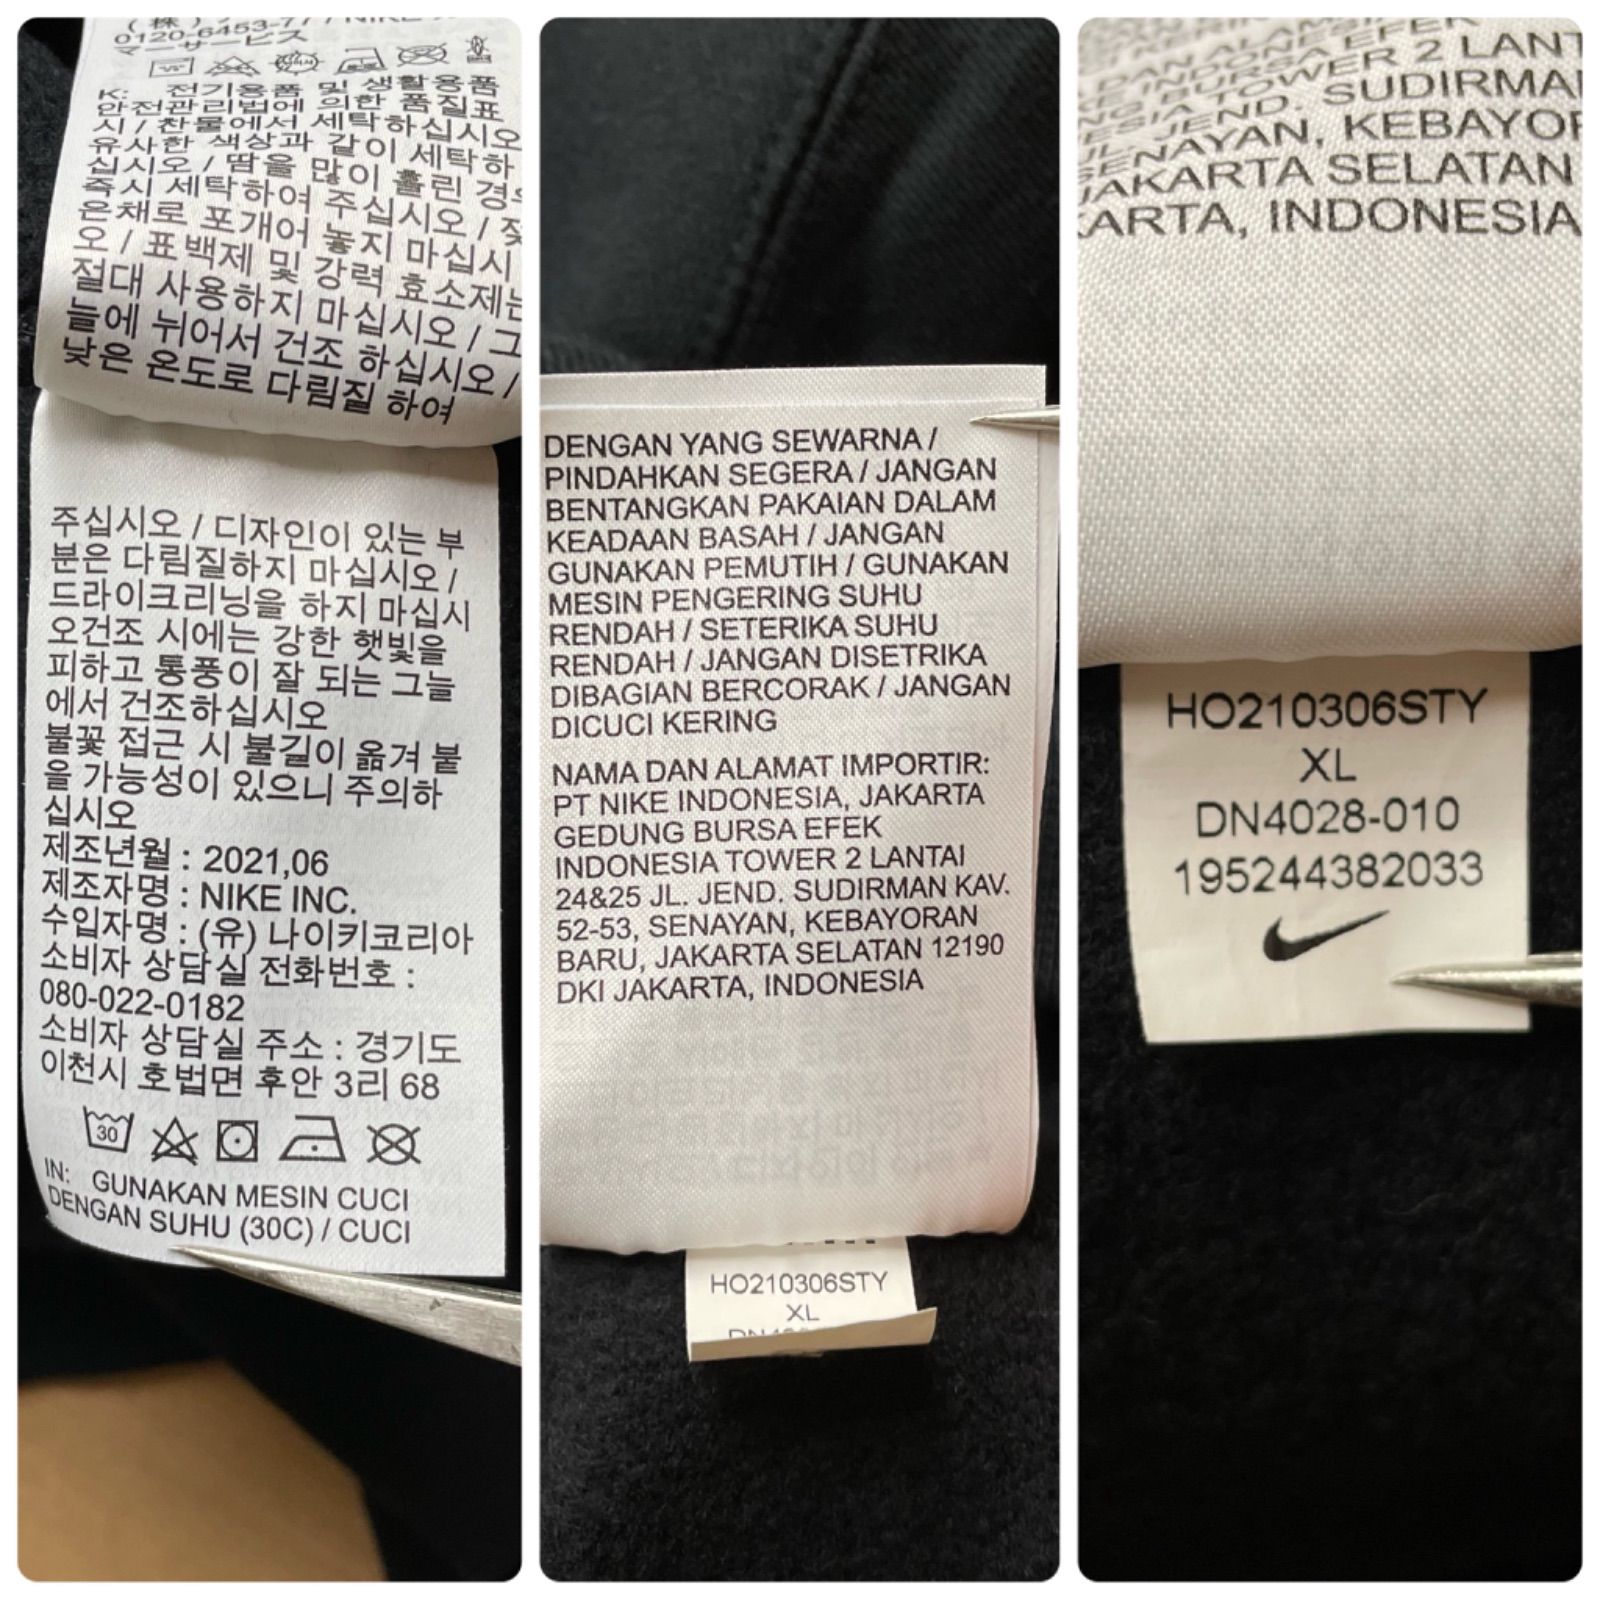 0120-6453-77 / NIKE
マーサービス
K: 전기용품 및 생활용품
안전관리법에 의한 품질표
시 / 찬물에서 세탁하십시오
유사한 색상과 같이 세탁하
십시오 / 땀을 많이 흘린 경우
즉시 세탁하여 주십시오 / 젖
은채로 포개어 놓지 마십시
오 / 표백제 및 강력 효소제는
절대 사용하지 마십시오 / 그
늘에 뉘어서 건조 하십시오 /
낮은 온도로 다림질 하여
주십시오 / 디자인이 있는 부
분은 다림질하지 마십시오 /
드라이크리닝을 하지 마십시
오건조 시에는 강한 햇빛을
피하고 통풍이 잘 되는 그늘
에서 건조하십시오
불꽃 접근 시 불길이 옮겨 붙
을 가능성이 있으니 주의하
십시오
제조년월 : 2021,06
제조자명 : NIKE INC.
수입자명 : (유) 나이키코리아
소비자 상담실 전화번호 :
080-022-0182
소비자 상담실 주소 : 경기도
이천시 호법면 후안 3리 68
30
IN: GUNAKAN MESIN CUCI
DENGAN SUHU (30C) / CUCI
DENGAN YANG SEWARNA /
PINDAHKAN SEGERA / JANGAN
BENTANGKAN PAKAIAN DALAM
KEADAAN BASAH / JANGAN
GUNAKAN PEMUTIH / GUNAKAN
MESIN PENGERING SUHU
RENDAH / SETERIKA SUHU
RENDAH / JANGAN DISETRIKA
DIBAGIAN BERCORAK / JANGAN
DICUCI KERING
NAMA DAN ALAMAT IMPORTIR:
PT NIKE INDONESIA, JAKARTA
GEDUNG BURSA EFEK
INDONESIA TOWER 2 LANTAI
24&25 JL. JEND. SUDIRMAN KAV.
52-53, SENAYAN, KEBAYORAN
BARU, JAKARTA SELATAN 12190
DKI JAKARTA, INDONESIA
HO210306STY
XL
TOWER 2 LANT
JEND. SUDIRMA
SENAYAN, KEBAYOR
JAKARTA SELATAN
KARTA, INDONESIA
HO210306STY
XL
DN4028-010
195244382033